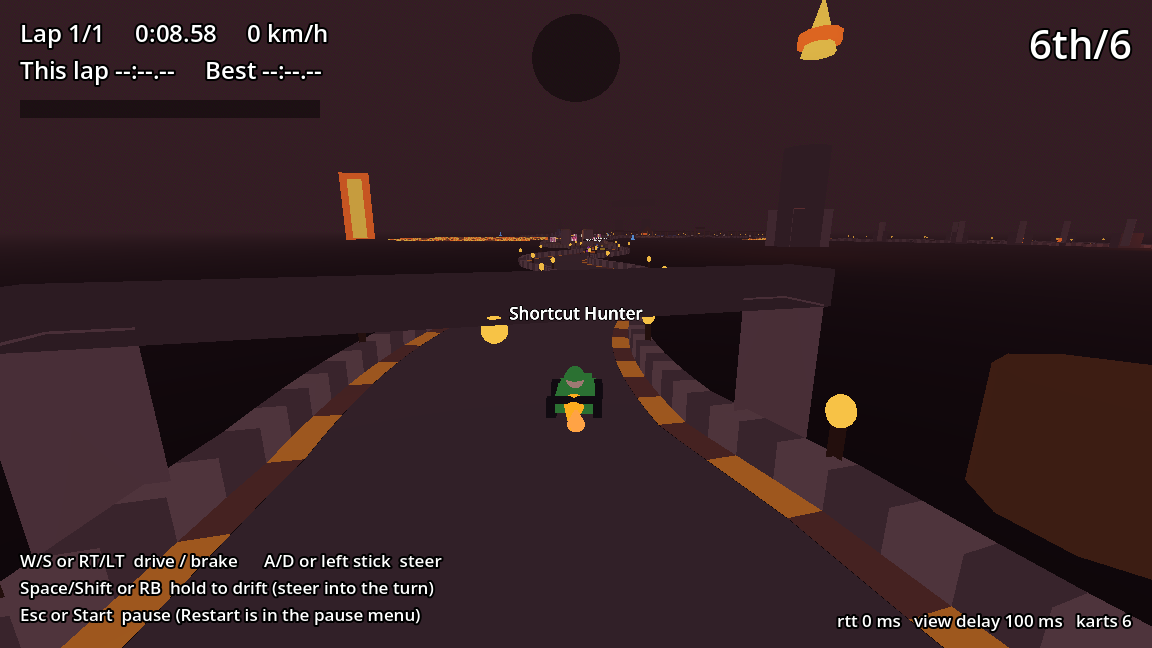 Lap 1/1 0:08.58 0 km/h
6th/6
This lap --:--.-- Best --:--.--
Shortcut Hunter
W/S or RT/LT drive / brake A/D or left stick steer
Space/Shift or RB hold to drift (steer into the turn)
Esc or Start pause (Restart is in the pause menu)
rtt 0 ms view delay 100 ms karts 6